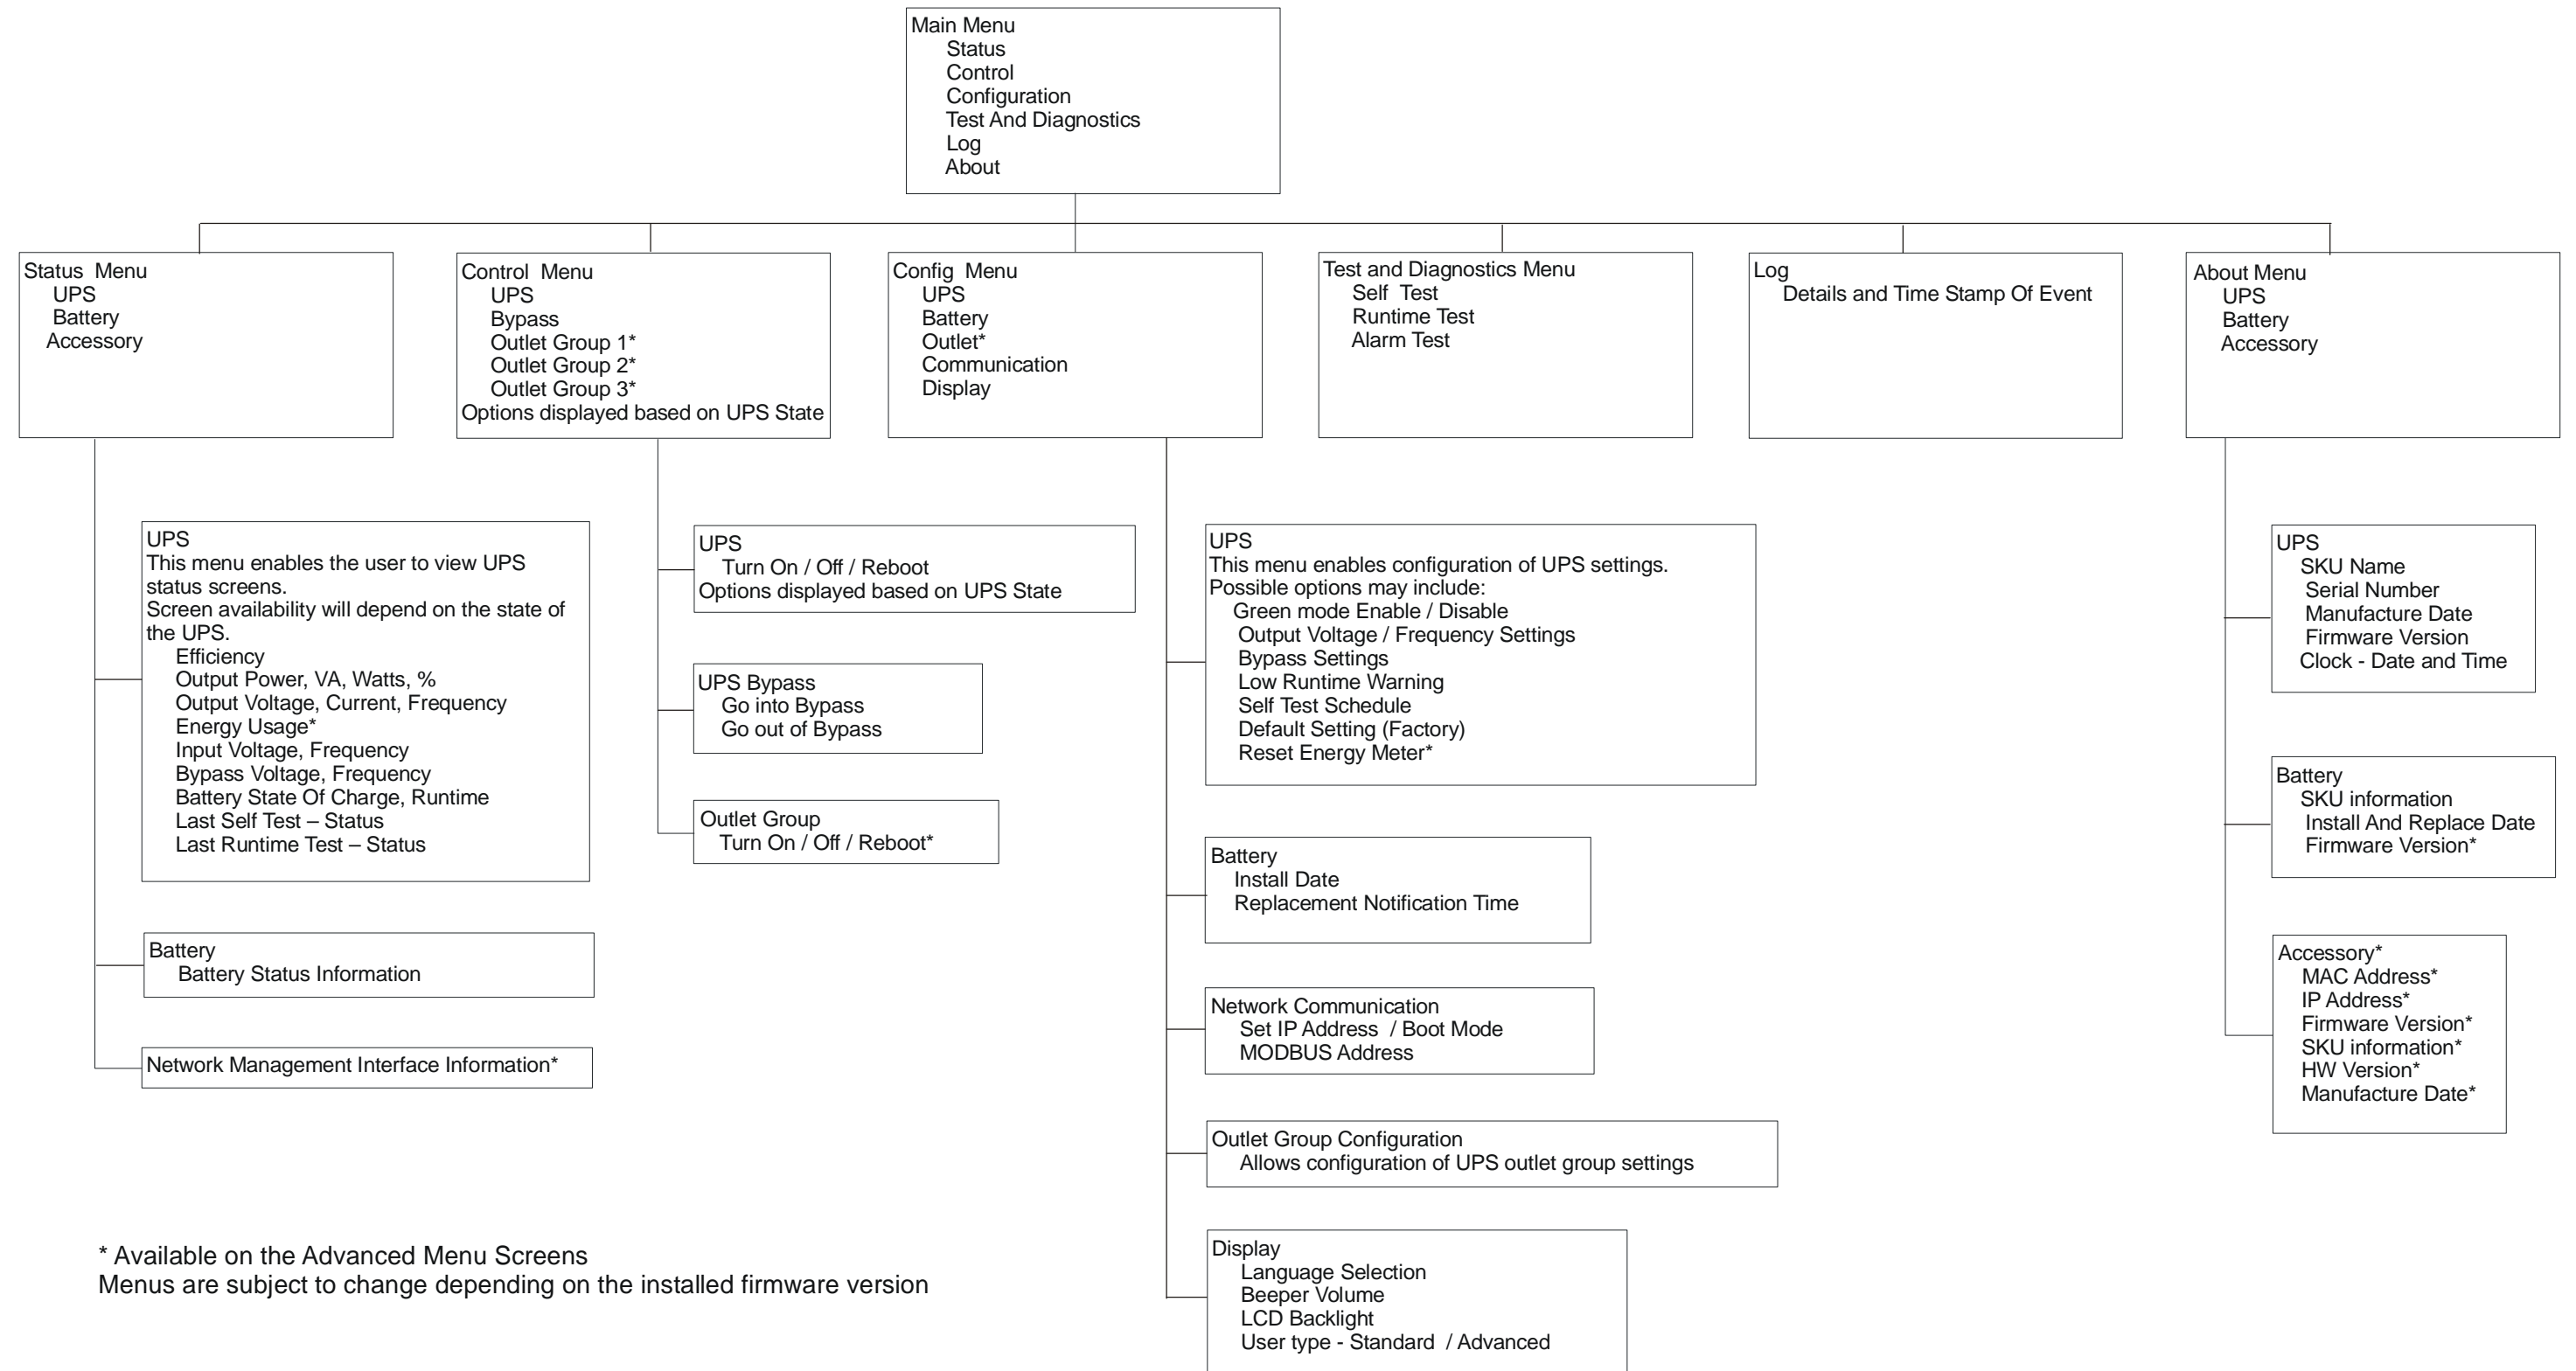 Main Menu
Status
Control
Configuration
Test And Diagnostics
Log
About
Status Menu
UPS
Battery
Accessory
Control Menu
UPS
Bypass
Outlet Group 1*
Outlet Group 2*
Outlet Group 3*
Options displayed based on UPS State
Config Menu
UPS
Battery
Outlet*
Communication
Display
Test and Diagnostics Menu
Self Test
Runtime Test
Alarm Test
Log
Details and Time Stamp Of Event
About Menu
UPS
Battery
Accessory
UPS
This menu enables the user to view UPS
status screens.
Screen availability will depend on the state of
the UPS.
Efficiency
Output Power, VA, Watts, %
Output Voltage, Current, Frequency
Energy Usage*
Input Voltage, Frequency
Bypass Voltage, Frequency
Battery State Of Charge, Runtime
Last Self Test – Status
Last Runtime Test – Status
Battery
Battery Status Information
Network Management Interface Information*
UPS
Turn On / Off / Reboot
Options displayed based on UPS State
UPS Bypass
Go into Bypass
Go out of Bypass
Outlet Group
Turn On / Off / Reboot*
UPS
This menu enables configuration of UPS settings.
Possible options may include:
Green mode Enable / Disable
Output Voltage / Frequency Settings
Bypass Settings
Low Runtime Warning
Self Test Schedule
Default Setting (Factory)
Reset Energy Meter*
Battery
Install Date
Replacement Notification Time
Network Communication
Set IP Address / Boot Mode
MODBUS Address
Outlet Group Configuration
Allows configuration of UPS outlet group settings
Display
Language Selection
Beeper Volume
LCD Backlight
User type - Standard / Advanced
UPS
SKU Name
Serial Number
Manufacture Date
Firmware Version
Clock - Date and Time
Battery
SKU information
Install And Replace Date
Firmware Version*
Accessory*
MAC Address*
IP Address*
Firmware Version*
SKU information*
HW Version*
Manufacture Date*
* Available on the Advanced Menu Screens
Menus are subject to change depending on the installed firmware version